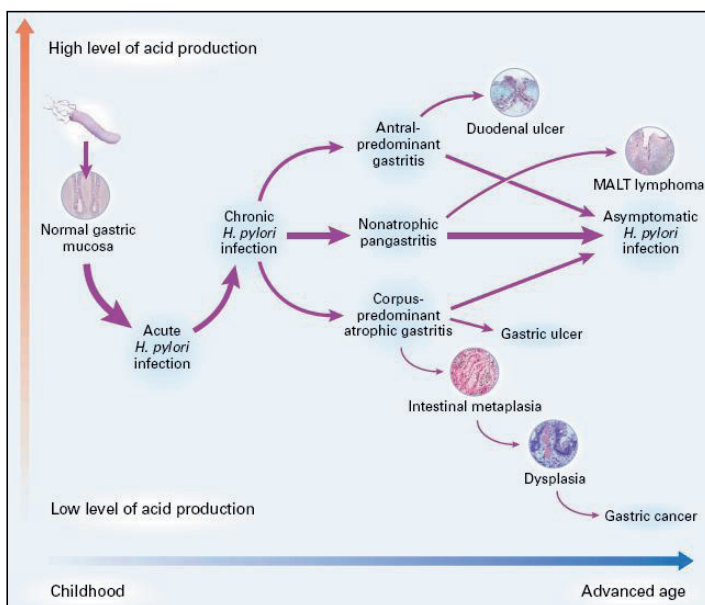 High level of acid production
Duodenal ulcer
Antral-
predominant
gastritis
MALT lymphoma
Normal gastric
mucosa
Chronic
H. pylori
infection
Nonatrophic
pangastritis
Asymptomatic
H. pylori
infection
Acute
H. pylori
infection
Corpus-
predominant
atrophic gastritis
Gastric ulcer
Intestinal metaplasia
Dysplasia
Low level of acid production
Gastric cancer
Childhood
Advanced age